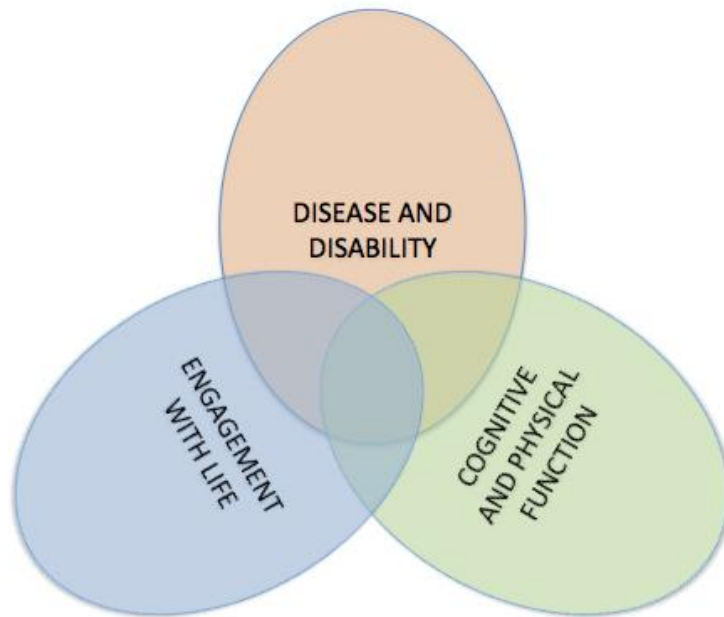 DISEASE AND
DISABILITY
ENGAGEMENT
WITH LIFE
COGNITIVE
AND PHYSICAL
FUNCTION